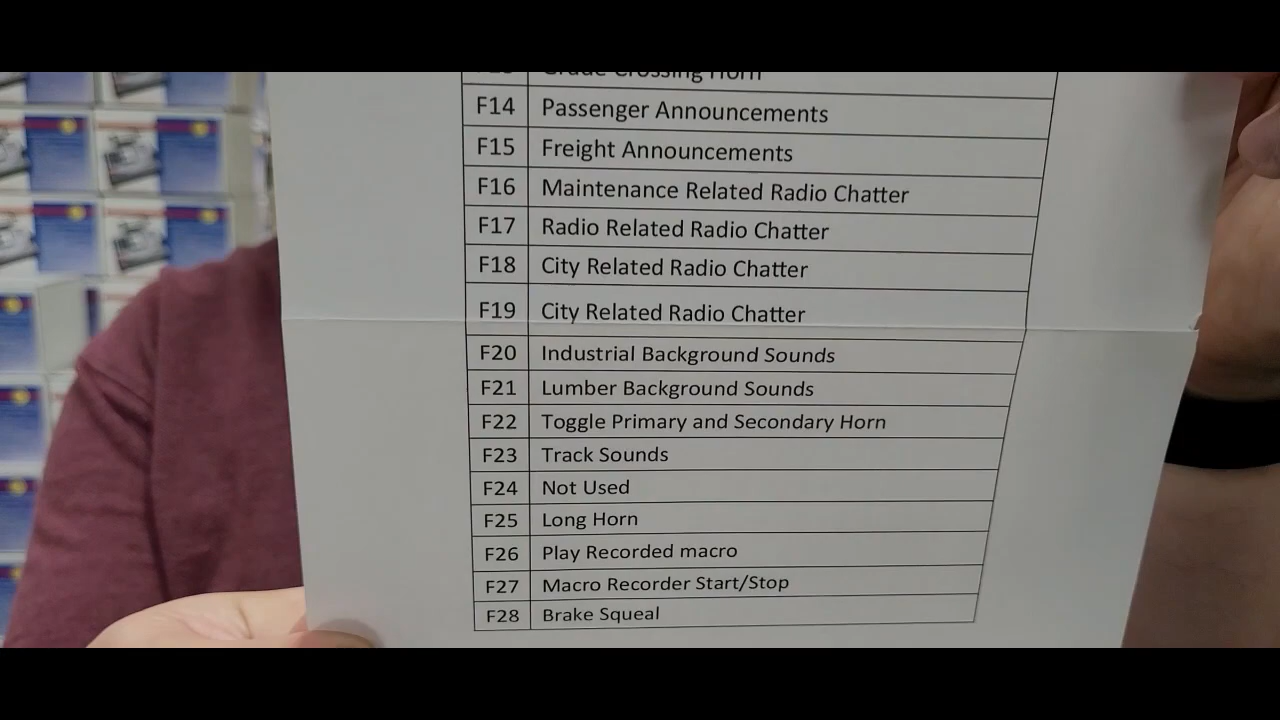 Grade Crossing Horn
F14 Passenger Announcements
F15 Freight Announcements
F16 Maintenance Related Radio Chatter
F17 Radio Related Radio Chatter
F18 City Related Radio Chatter
F19 City Related Radio Chatter
F20 Industrial Background Sounds
F21 Lumber Background Sounds
F22 Toggle Primary and Secondary Horn
F23 Track Sounds
F24 Not Used
F25 Long Horn
F26 Play Recorded macro
F27 Macro Recorder Start/Stop
F28 Brake Squeal